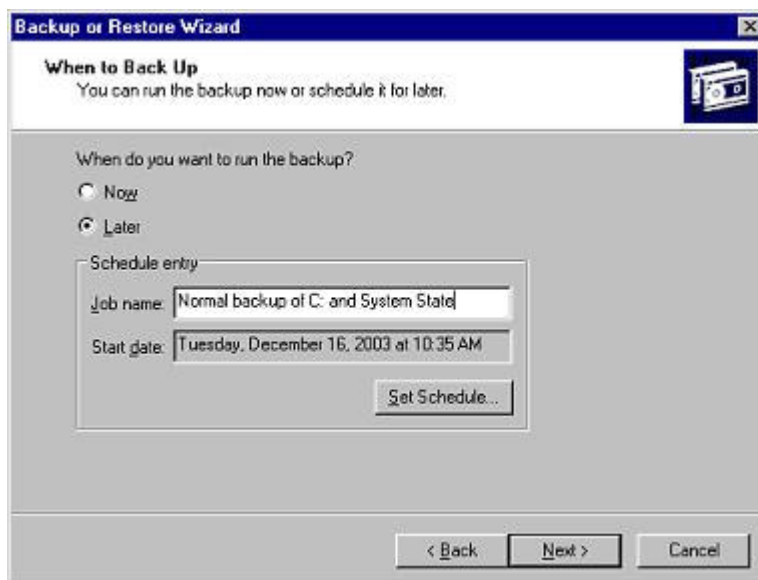 Backup or Restore Wizard
When to Back Up
You can run the backup now or schedule it for later.
When do you want to run the backup?
Now
Later
Schedule entry
Job name: Normal backup of C: and System State
Start date: Tuesday, December 16, 2003 at 10:35 AM
Set Schedule...
< Back Next > Cancel